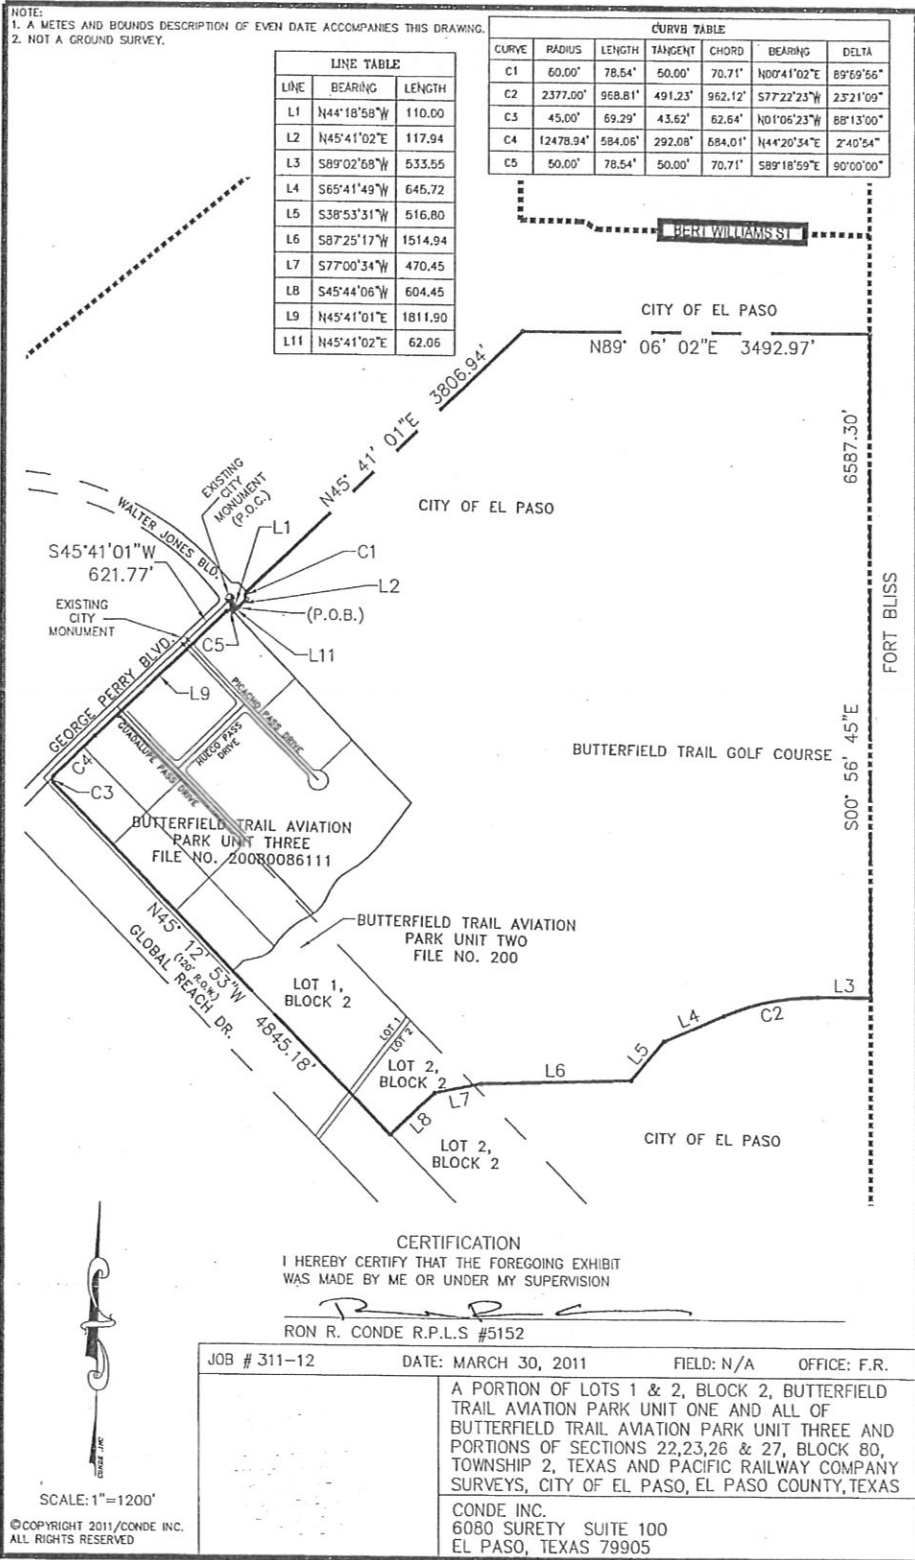 NOTE:
1. A METES AND BOUNDS DESCRIPTION OF EVEN DATE ACCCMPANIES THIS DRAWING.
2. NOT A GROUND SURVEY.
LINE TABLE
LINE BEARING LENGTH
L1 N44°18'58"W 110.00
L2 N45°41'02"E 117.94
L3 S89°02'68"W 533.55
L4 S65°41'49"W 646.72
L5 S38°53'31"W 516.80
L6 S87°25'17"W 1514.94
L7 S77°00'34"W 470.45
L8 S45°44'06"W 604.45
L9 N45°41'01"E 1811.90
L11 N45°41'02"E 62.06
CURVE TABLE
CURVE RADIUS LENGTH TANGENT CHORD BEARING DELTA
C1 50.00' 78.54' 50.00' 70.71' N00°41'02"E 89°59'56"
C2 2377.00' 968.81' 491.23' 962.12' S77°22'23"W 23°21'09"
C3 45.00' 69.29' 43.62' 62.64' N01°06'23"W 88°13'00"
C4 12478.94' 584.06' 292.08' 584.01' N44°20'34"E 2°40'54"
C5 50.00' 78.54' 50.00' 70.71' S89°18'59"E 90°00'00"
BERT WILLIAMS ST
CITY OF EL PASO
N89° 06' 02"E 3492.97'
N45° 41' 01"E 3806.94'
6587.30'
CITY OF EL PASO
EXISTING
CITY
MONUMENT
(P.O.C.)
L1
WALTER JONES BLD.
C1
S45°41'01"W
621.77'
L2
(P.O.B.)
EXISTING
CITY
MONUMENT
C5
L11
FORT BLISS
GEORGE PERRY BLVD.
L9
PICACHO PASS DRIVE
HUECO PASS
DRIVE
GUADALUPE PASS DRIVE
C4
C3
S00° 56' 45"E
BUTTERFIELD TRAIL GOLF COURSE
BUTTERFIELD TRAIL AVIATION
PARK UNIT THREE
FILE NO. 20080086111
N45° 12' 53"W 4845.18'
(120' R.O.W.)
GLOBAL REACH DR.
BUTTERFIELD TRAIL AVIATION
PARK UNIT TWO
FILE NO. 200
LOT 1,
BLOCK 2
L3
C2
L4
LOT 1
LOT 2
L5
LOT 2,
BLOCK 2
L6
L7
L8
LOT 2,
BLOCK 2
CITY OF EL PASO
CERTIFICATION
I HEREBY CERTIFY THAT THE FOREGOING EXHIBIT
WAS MADE BY ME OR UNDER MY SUPERVISION
RON R. CONDE R.P.L.S #5152
JOB # 311-12 DATE: MARCH 30, 2011 FIELD: N/A OFFICE: F.R.
A PORTION OF LOTS 1 & 2, BLOCK 2, BUTTERFIELD
TRAIL AVIATION PARK UNIT ONE AND ALL OF
BUTTERFIELD TRAIL AVIATION PARK UNIT THREE AND
PORTIONS OF SECTIONS 22,23,26 & 27, BLOCK 80,
TOWNSHIP 2, TEXAS AND PACIFIC RAILWAY COMPANY
SURVEYS, CITY OF EL PASO, EL PASO COUNTY, TEXAS
CONDE INC.
6080 SURETY SUITE 100
EL PASO, TEXAS 79905
CONDE INC
SCALE: 1"=1200'
©COPYRIGHT 2011/CONDE INC.
ALL RIGHTS RESERVED